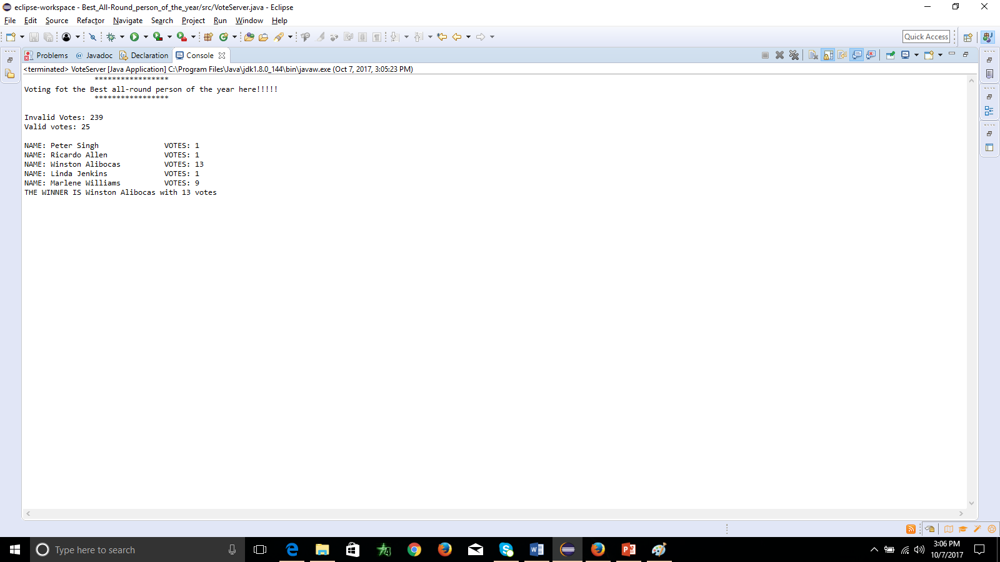 eclipse-workspace - Best_All-Round_person_of_the_year/src/VoteServer.java - Eclipse
File Edit Source Refactor Navigate Search Project Run Window Help
Quick Access
Problems @ Javadoc Declaration Console
<terminated> VoteServer [Java Application] C:\Program Files\Java\jdk1.8.0_144\bin\javaw.exe (Oct 7, 2017, 3:05:23 PM)
*****************
Voting fot the Best all-round person of the year here!!!!!
*****************
Invalid Votes: 239
Valid votes: 25
NAME: Peter Singh VOTES: 1
NAME: Ricardo Allen VOTES: 1
NAME: Winston Alibocas VOTES: 13
NAME: Linda Jenkins VOTES: 1
NAME: Marlene Williams VOTES: 9
THE WINNER IS Winston Alibocas with 13 votes
Type here to search
3:06 PM
10/7/2017